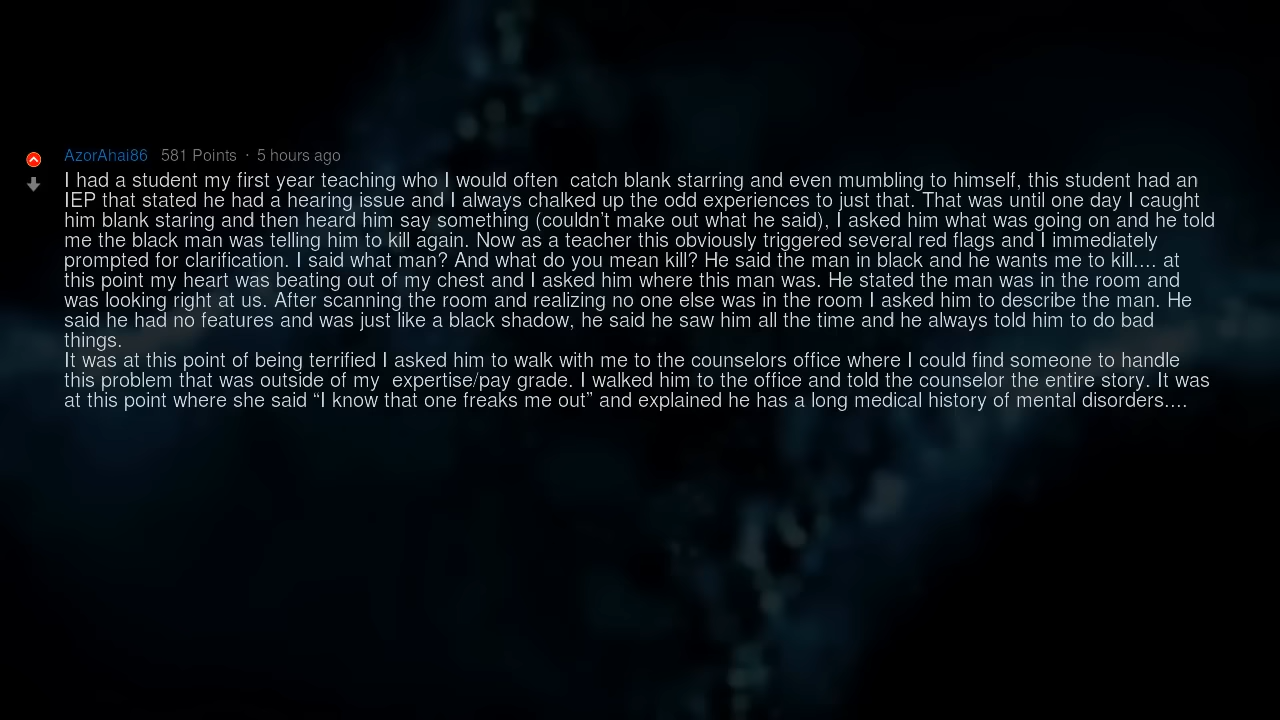 AzorAhai86 581 Points · 5 hours ago
I had a student my first year teaching who I would often  catch blank starring and even mumbling to himself, this student had an
IEP that stated he had a hearing issue and I always chalked up the odd experiences to just that. That was until one day I caught
him blank staring and then heard him say something (couldn't make out what he said), I asked him what was going on and he told
me the black man was telling him to kill again. Now as a teacher this obviously triggered several red flags and I immediately
prompted for clarification. I said what man? And what do you mean kill? He said the man in black and he wants me to kill.... at
this point my heart was beating out of my chest and I asked him where this man was. He stated the man was in the room and
was looking right at us. After scanning the room and realizing no one else was in the room I asked him to describe the man. He
said he had no features and was just like a black shadow, he said he saw him all the time and he always told him to do bad
things.
It was at this point of being terrified I asked him to walk with me to the counselors office where I could find someone to handle
this problem that was outside of my  expertise/pay grade. I walked him to the office and told the counselor the entire story. It was
at this point where she said “I know that one freaks me out” and explained he has a long medical history of mental disorders....